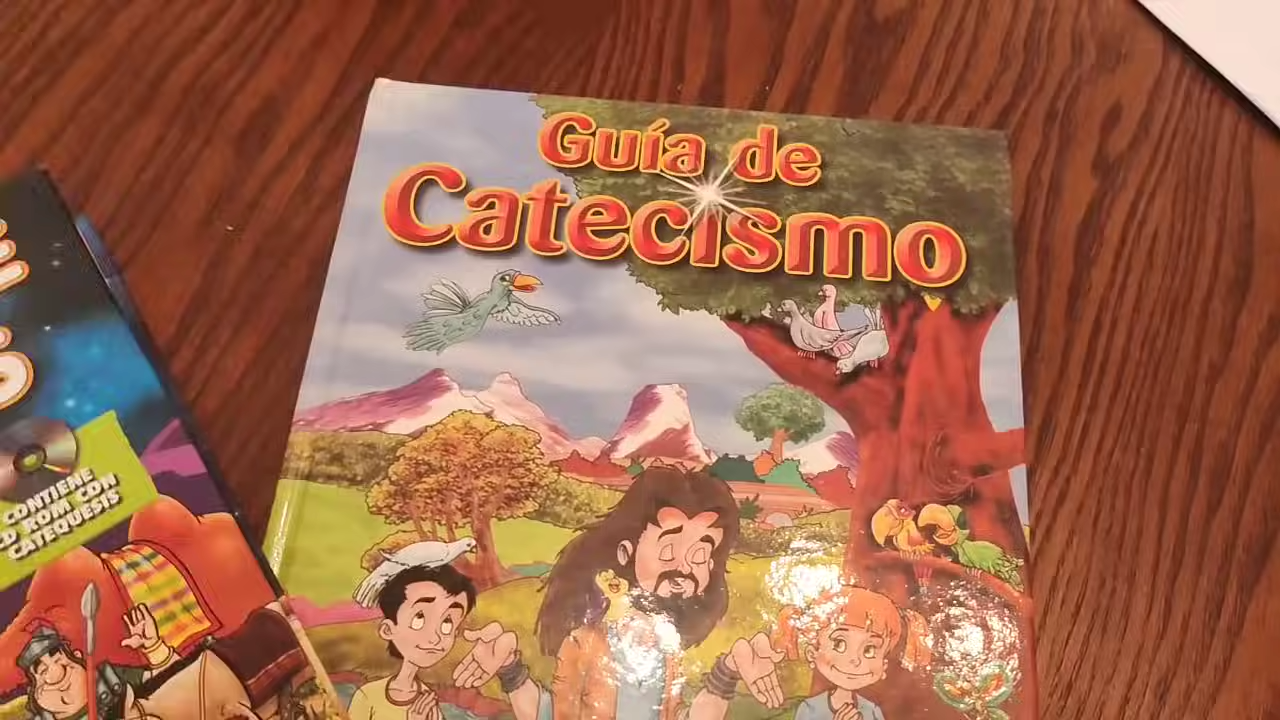 Guía de
Catecismo
CONTIENE
CD ROM CON
CATEQUESIS